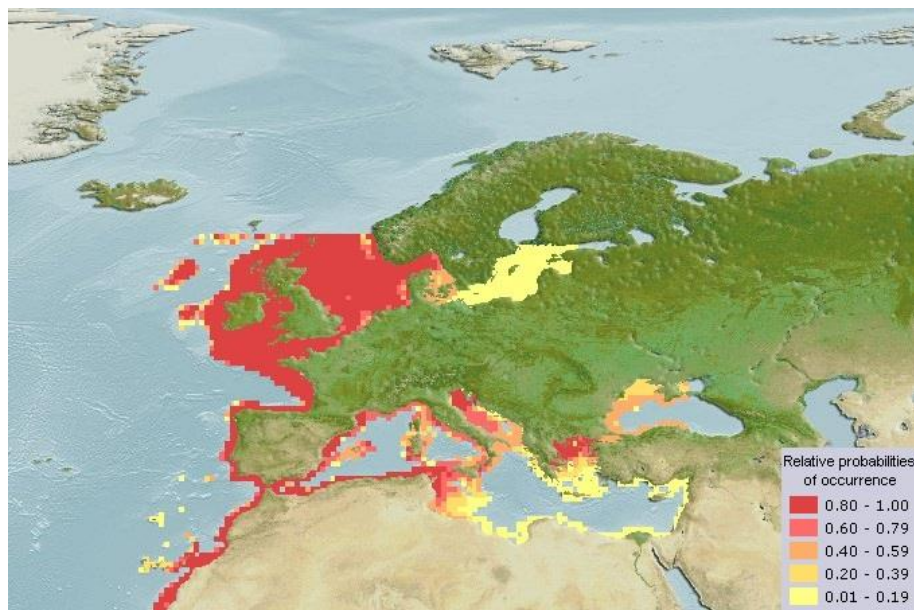 Relative probabilities
of occurrence
0.80 - 1.00
0.60 - 0.79
0.40 - 0.59
0.20 - 0.39
0.01 - 0.19